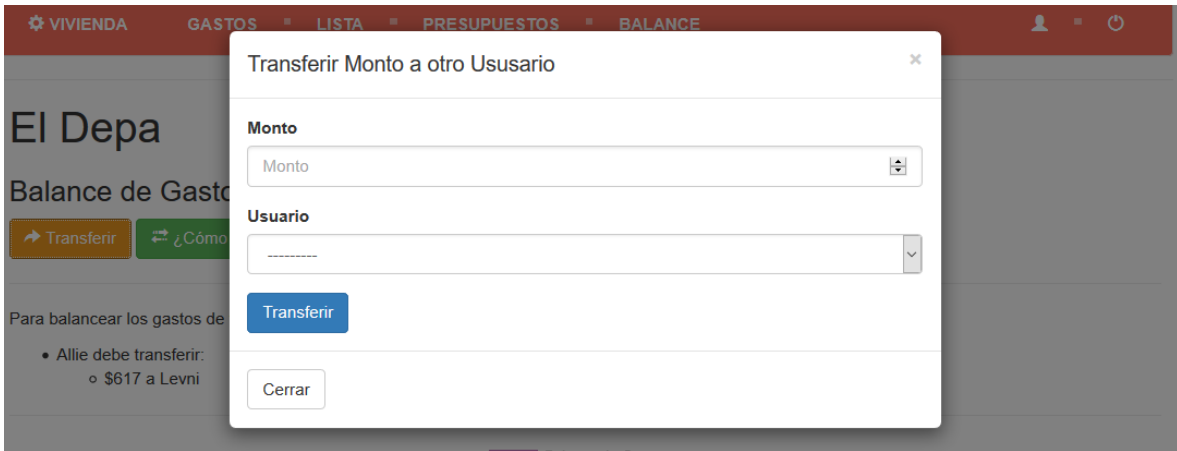 VIVIENDA GASTOS LISTA PRESUPUESTOS BALANCE
Transferir Monto a otro Ususario ×
El Depa
Monto
Monto
Balance de Gasto
Usuario
Transferir ¿Cómo
---------
Transferir
Para balancear los gastos de
• Allie debe transferir:
◦ $617 a Levni
Cerrar